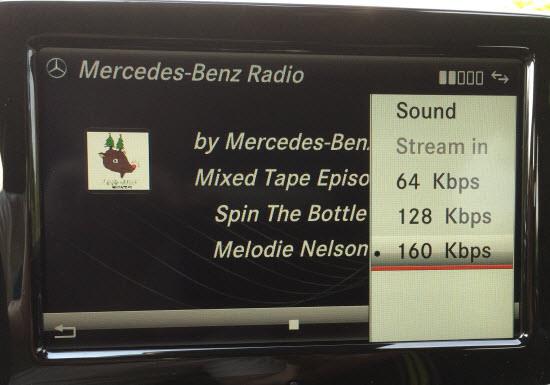 Mercedes-Benz Radio
by Mercedes-Ben
Mixed Tape Episo
Spin The Bottle
Melodie Nelson
Sound
Stream in
64 Kbps
128 Kbps
160 Kbps